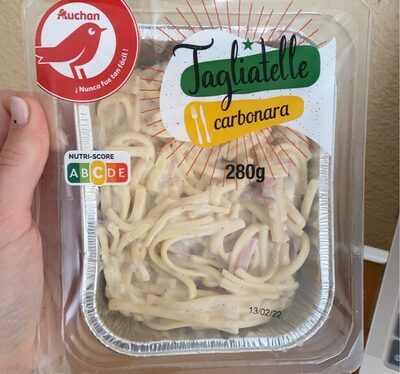 Auchan
¡Nunca fue tan fácil!
Tagliatelle
carbonara
280g
NUTRI-SCORE
A B C D E
13/02/22